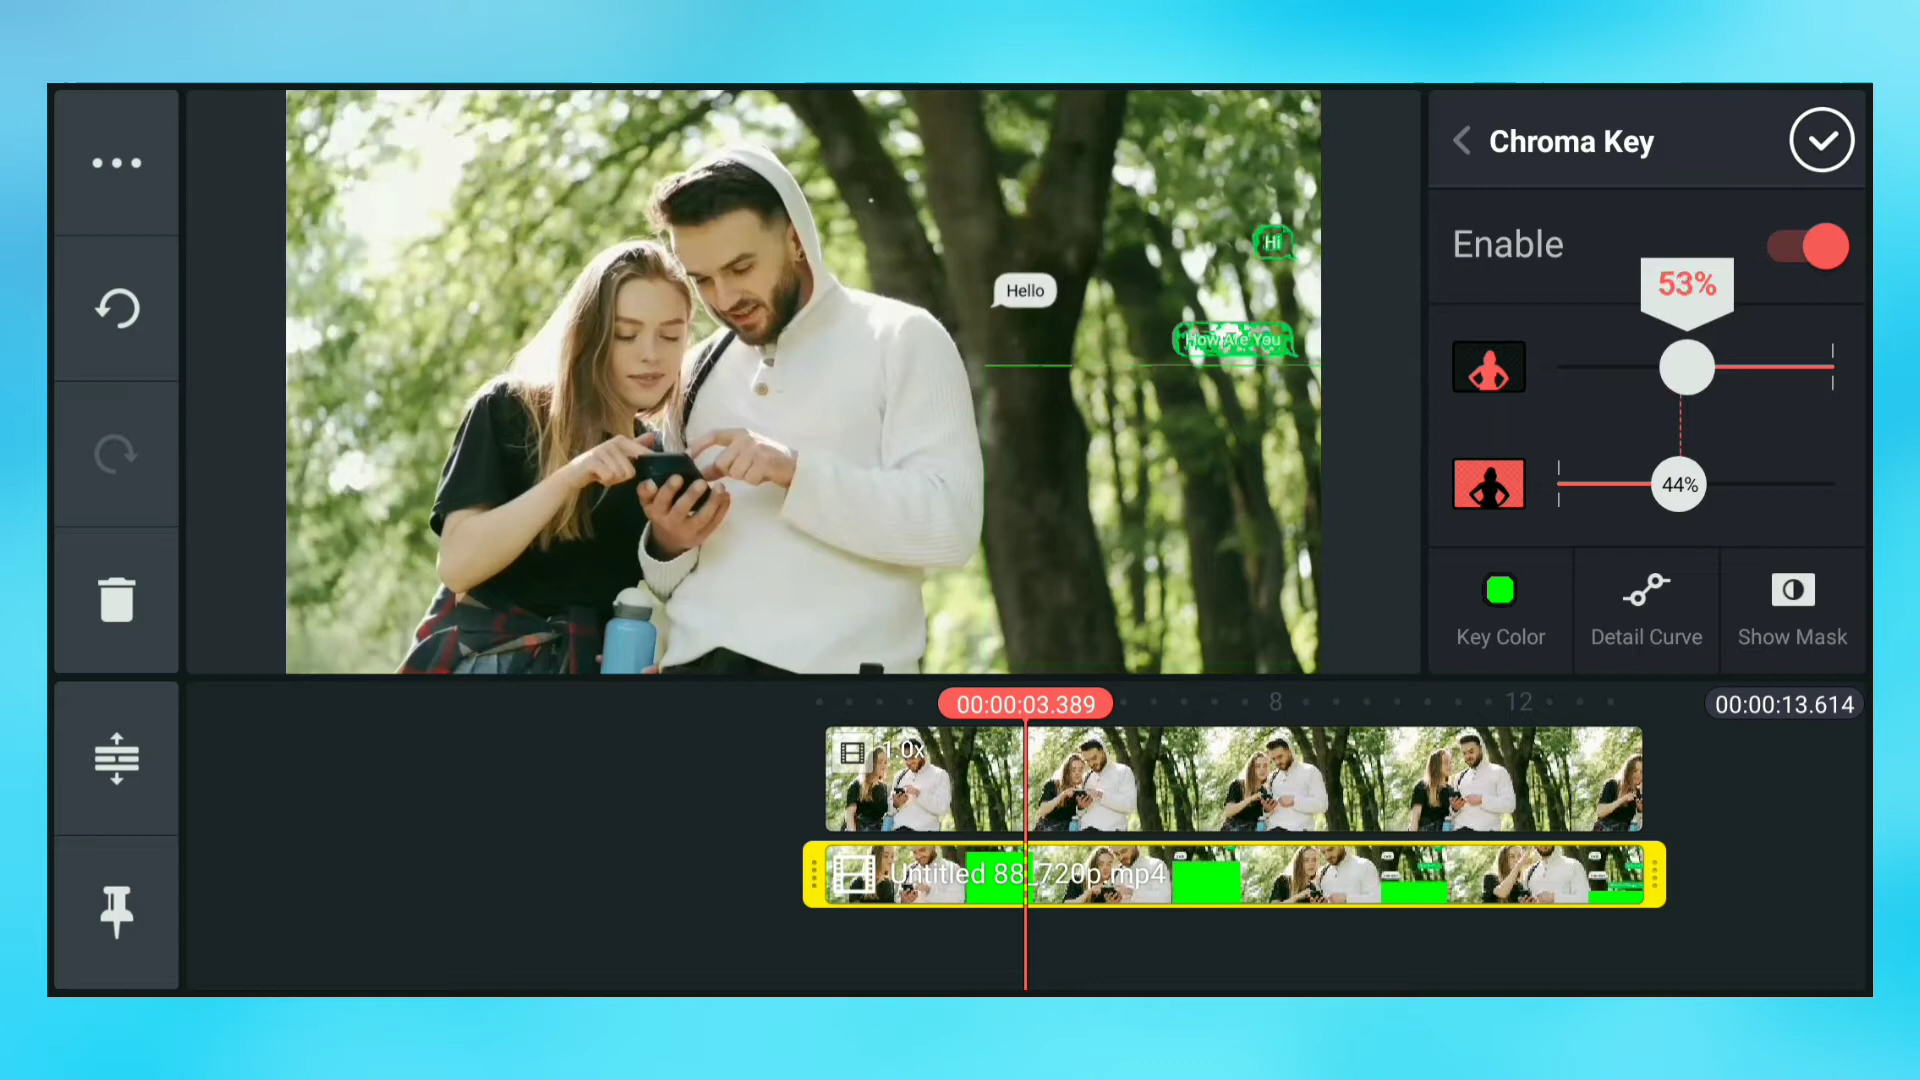 Chroma Key
Enable
53%
44%
Key Color
Detail Curve
Show Mask
Hi
Hello
How Are You
00:00:03.389
8
12
00:00:13.614
1.0x
Untitled 88_720p.mp4